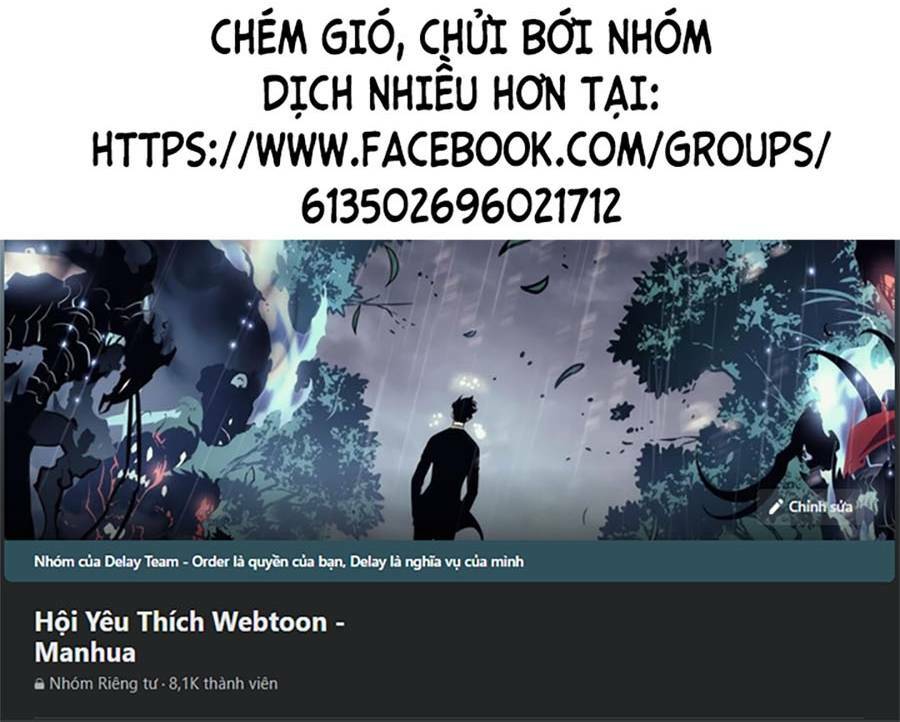 CHÉM GIÓ, CHỬI BỚI NHÓM
DỊCH NHIỀU HƠN TẠI:
HTTPS://WWW.FACEBOOK.COM/GROUPS/
613502696021712
Chỉnh sửa
Nhóm của Delay Team - Order là quyền của bạn, Delay là nghĩa vụ của mình
Hội Yêu Thích Webtoon -
Manhua
Nhóm Riêng tư · 8,1K thành viên